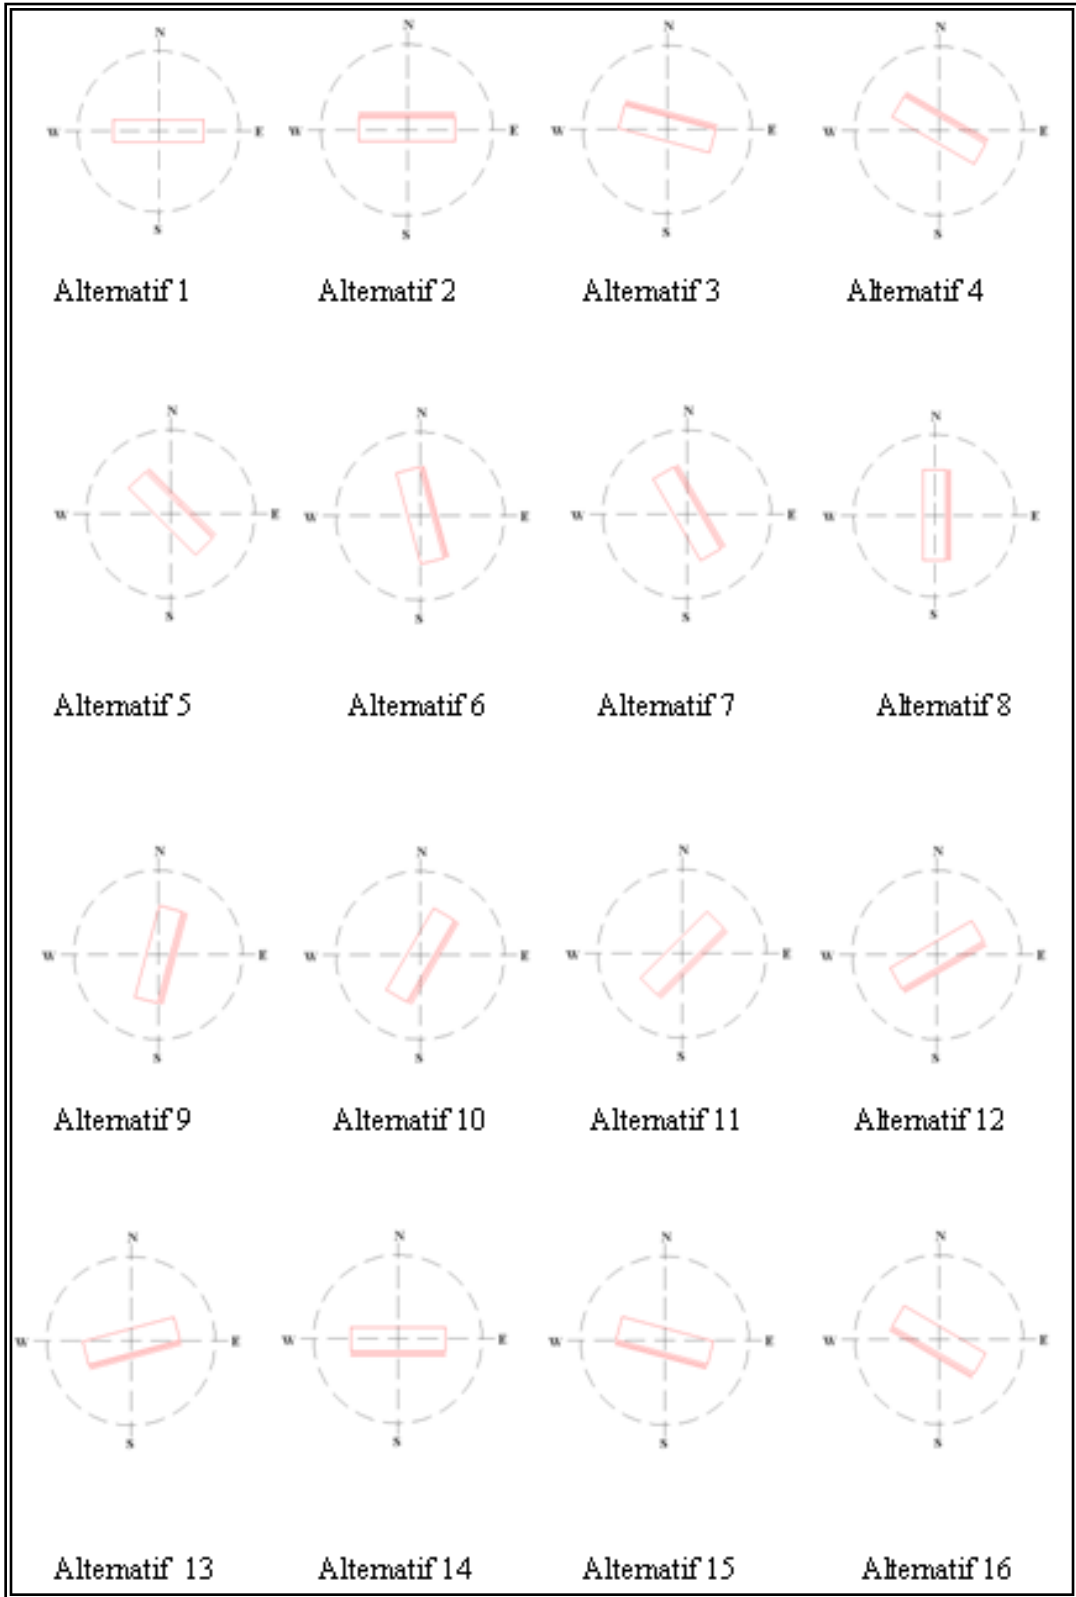 N N N N
W E W E W E W E
S S S S
Alternatif 1 Alternatif 2 Alternatif 3 Alternatif 4
N N N N
W E W E W E W E
S S S S
Alternatif 5 Alternatif 6 Alternatif 7 Alternatif 8
N N N N
W E W E W E W E
S S S S
Alternatif 9 Alternatif 10 Alternatif 11 Alternatif 12
N N N N
W E W E W E W E
S S S S
Alternatif 13 Alternatif 14 Alternatif 15 Alternatif 16